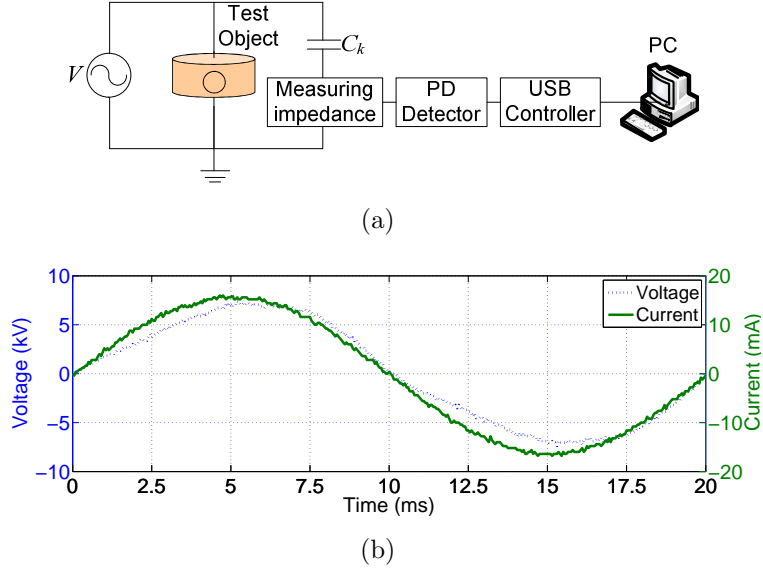 Test
Object
V
C_k
PC
Measuring
impedance
PD
Detector
USB
Controller
(a)
10
5
0
−5
−10
Voltage (kV)
20
10
0
−10
−20
Current (mA)
Voltage
Current
0 2.5 5 7.5 10 12.5 15 17.5 20
Time (ms)
(b)